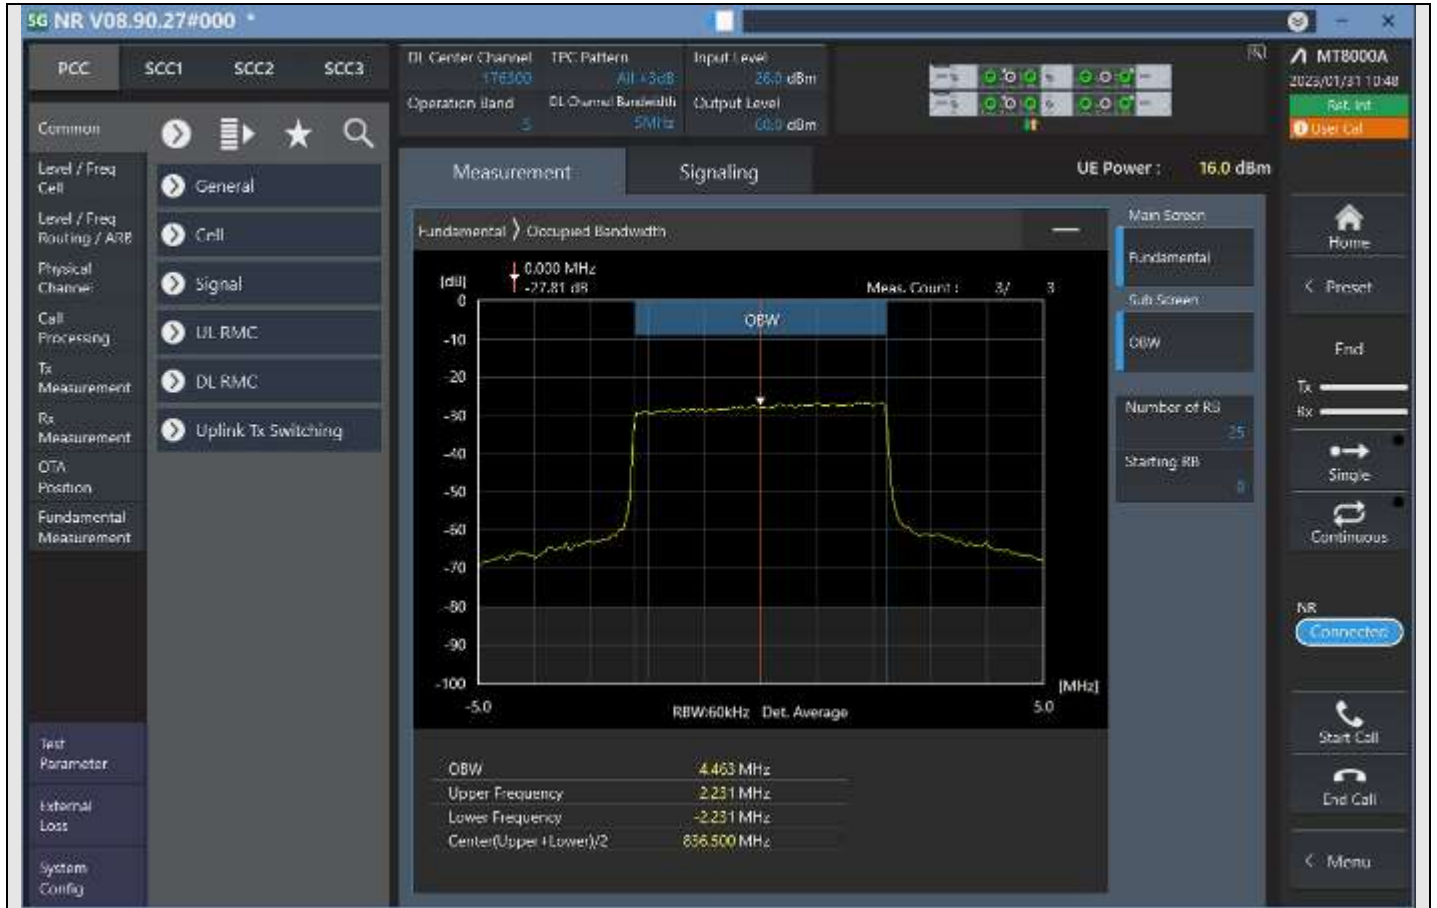 SG NR V08.90.27#000 *
PCC SCC1 SCC2 SCC3
DL Center Channel TPC Pattern Input Level
176300 All +3dB 26.0 dBm
Operation Band DL Channel Bandwidth Output Level
5 5MHz dBm
MT8000A
2023/01/31 10:48
Ref. Int
User Cal
Common
Level / Freq
Cell
Level / Freq
Routing / ARB
Physical
Channel
Call
Processing
Tx
Measurement
Rx
Measurement
OTA
Position
Fundamental
Measurement
Test
Parameter
External
Loss
System
Config
General
Cell
Signal
UL RMC
DL RMC
Uplink Tx Switching
Measurement Signaling
UE Power : 16.0 dBm
Fundamental Occupied Bandwidth
0.000 MHz
-27.81 dB
Meas. Count : 3/ 3
[dB]
OBW
0
-10
-20
-30
-40
-50
-60
-70
-80
-90
-100
[MHz]
-5.0 RBW:60kHz Det. Average 5.0
OBW 4.463 MHz
Upper Frequency 2.231 MHz
Lower Frequency -2.231 MHz
Center(Upper+Lower)/2 836.500 MHz
Main Screen
Fundamental
Sub Screen
OBW
Number of RB
25
Starting RB
0
Home
Preset
End
Tx
Rx
Single
Continuous
NR
Connected
Start Call
End Call
Menu